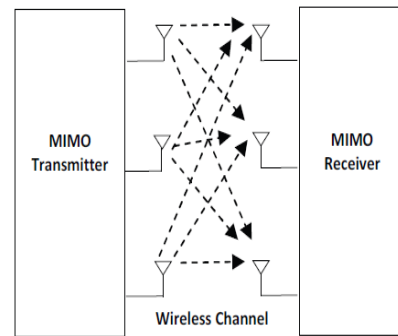 MIMO
Transmitter
MIMO
Receiver
Wireless Channel